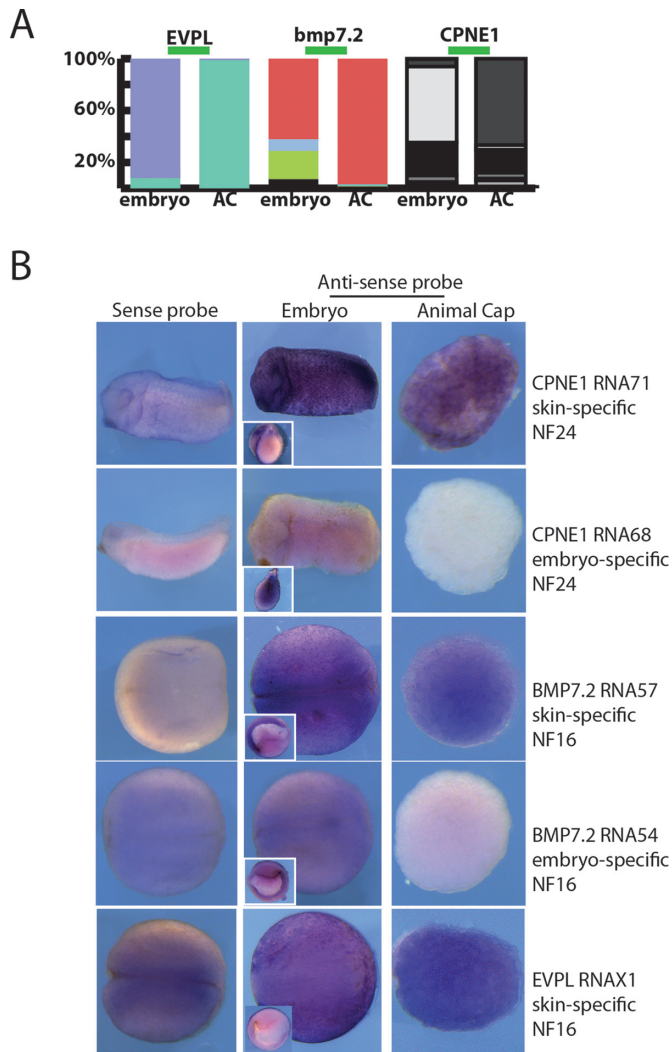 A
EVPL bmp7.2 CPNE1
100%
60%
20%
embryo AC embryo AC embryo AC
B
Anti-sense probe
Sense probe Embryo Animal Cap
CPNE1 RNA71
skin-specific
NF24
CPNE1 RNA68
embryo-specific
NF24
BMP7.2 RNA57
skin-specific
NF16
BMP7.2 RNA54
embryo-specific
NF16
EVPL RNAX1
skin-specific
NF16